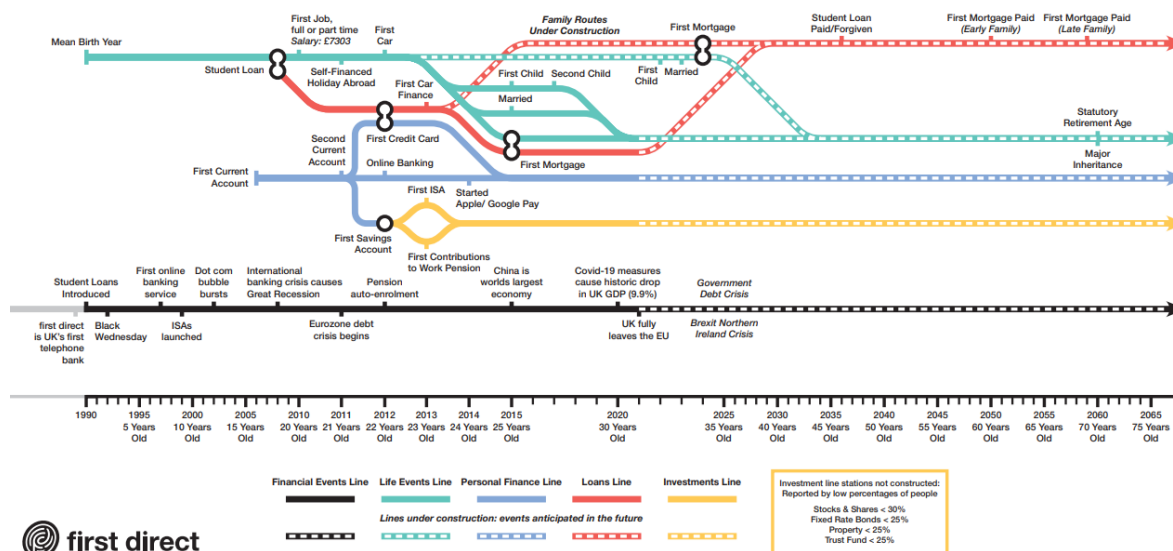 Mean Birth Year
First Job,
full or part time
Salary: £7303
First
Car
Family Routes
Under Construction
First Mortgage
Student Loan
Paid/Forgiven
First Mortgage Paid
(Early Family)
First Mortgage Paid
(Late Family)
Student Loan
Self-Financed
Holiday Abroad
First Car
Finance
First Child
Second Child
Married
First
Child
Married
First Credit Card
First Mortgage
Statutory
Retirement Age
Major
Inheritance
Second
Current
Account
Online Banking
First Current
Account
First ISA
Started
Apple/ Google Pay
First Savings
Account
First Contributions
to Work Pension
Student Loans
Introduced
First online
banking
service
Dot com
bubble
bursts
International
banking crisis causes
Great Recession
Pension
auto-enrolment
China is
worlds largest
economy
Covid-19 measures
cause historic drop
in UK GDP (9.9%)
Government
Debt Crisis
first direct
is UK's first
telephone
bank
Black
Wednesday
ISAs
launched
Eurozone debt
crisis begins
UK fully
leaves the EU
Brexit Northern
Ireland Crisis
1990 1995 2000 2005 2010 2011 2012 2013 2014 2015 2020 2025 2030 2035 2040 2045 2050 2055 2060 2065
5 Years 10 Years 15 Years 20 Years 21 Years 22 Years 23 Years 24 Years 25 Years 30 Years 35 Years 40 Years 45 Years 50 Years 55 Years 60 Years 65 Years 70 Years 75 Years
Old Old Old Old Old Old Old Old Old Old Old Old Old Old Old Old Old Old Old
Financial Events Line Life Events Line Personal Finance Line Loans Line Investments Line
Lines under construction: events anticipated in the future
Investment line stations not constructed:
Reported by low percentages of people
Stocks & Shares < 30%
Fixed Rate Bonds < 25%
Property < 25%
Trust Fund < 25%
first direct